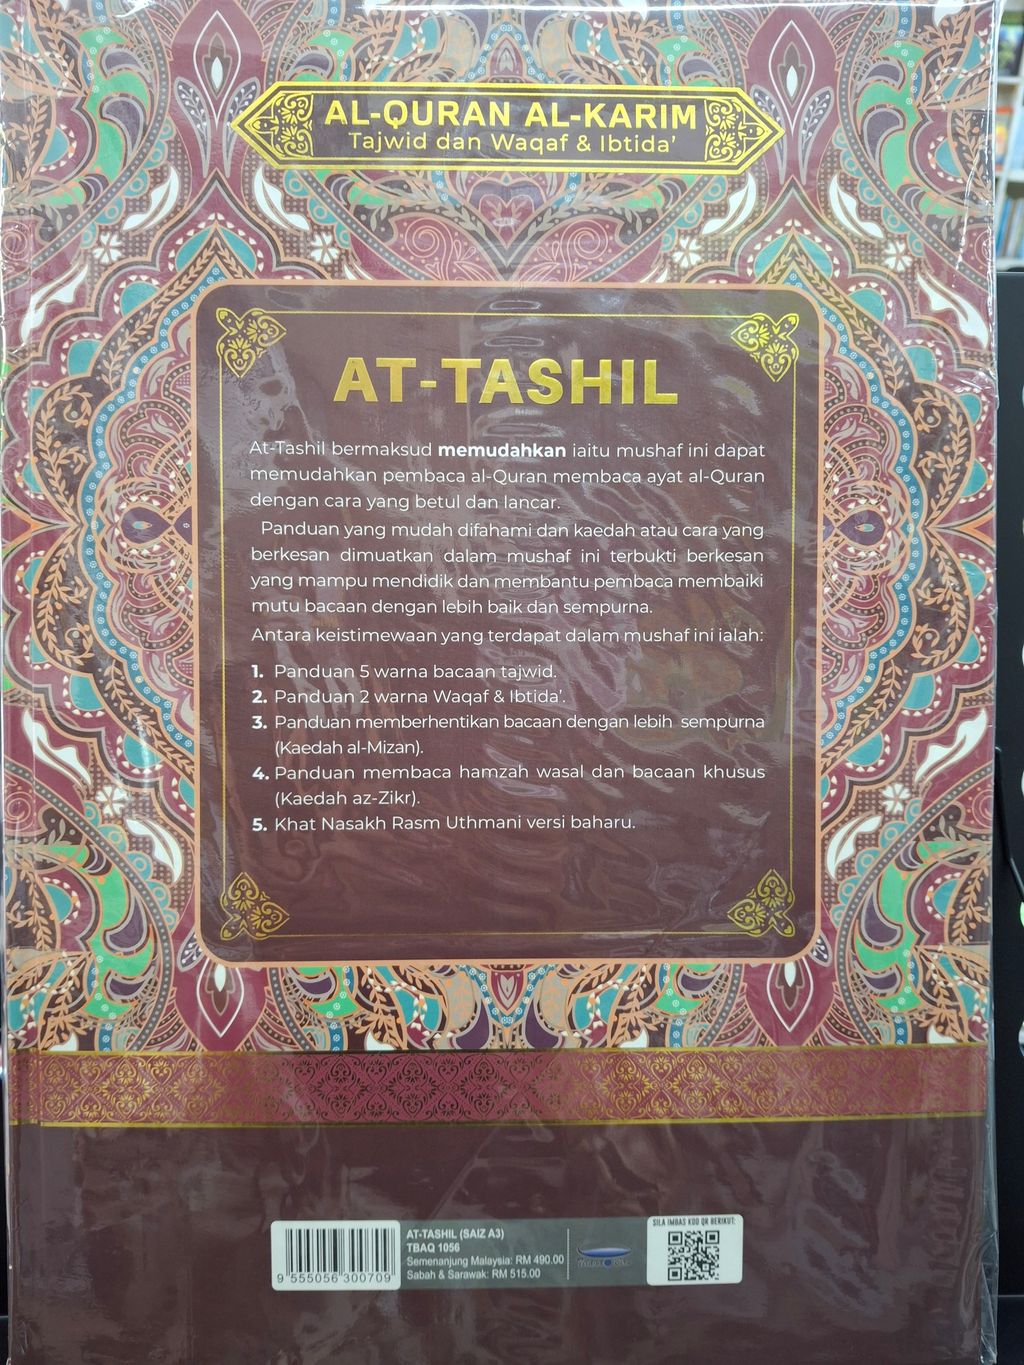 AL-QURAN AL-KARIM
Tajwid dan Waqaf & Ibtida'
AT-TASHIL
At-Tashil bermaksud memudahkan iaitu mushaf ini dapat
memudahkan pembaca al-Quran membaca ayat al-Quran
dengan cara yang betul dan lancar.
Panduan yang mudah difahami dan kaedah atau cara yang
berkesan dimuatkan dalam mushaf ini terbukti berkesan
yang mampu mendidik dan membantu pembaca membaiki
mutu bacaan dengan lebih baik dan sempurna.
Antara keistimewaan yang terdapat dalam mushaf ini ialah:
1. Panduan 5 warna bacaan tajwid.
2. Panduan 2 warna Waqaf & Ibtida'.
3. Panduan memberhentikan bacaan dengan lebih sempurna
(Kaedah al-Mizan).
4. Panduan membaca hamzah wasal dan bacaan khusus
(Kaedah az-Zikr).
5. Khat Nasakh Rasm Uthmani versi baharu.
9 555056 300709
AT-TASHIL (SAIZ A3)
TBAQ 1056
Semenanjung Malaysia: RM 490.00
Sabah & Sarawak: RM 515.00
SILA IMBAS KOD QR BERIKUT: